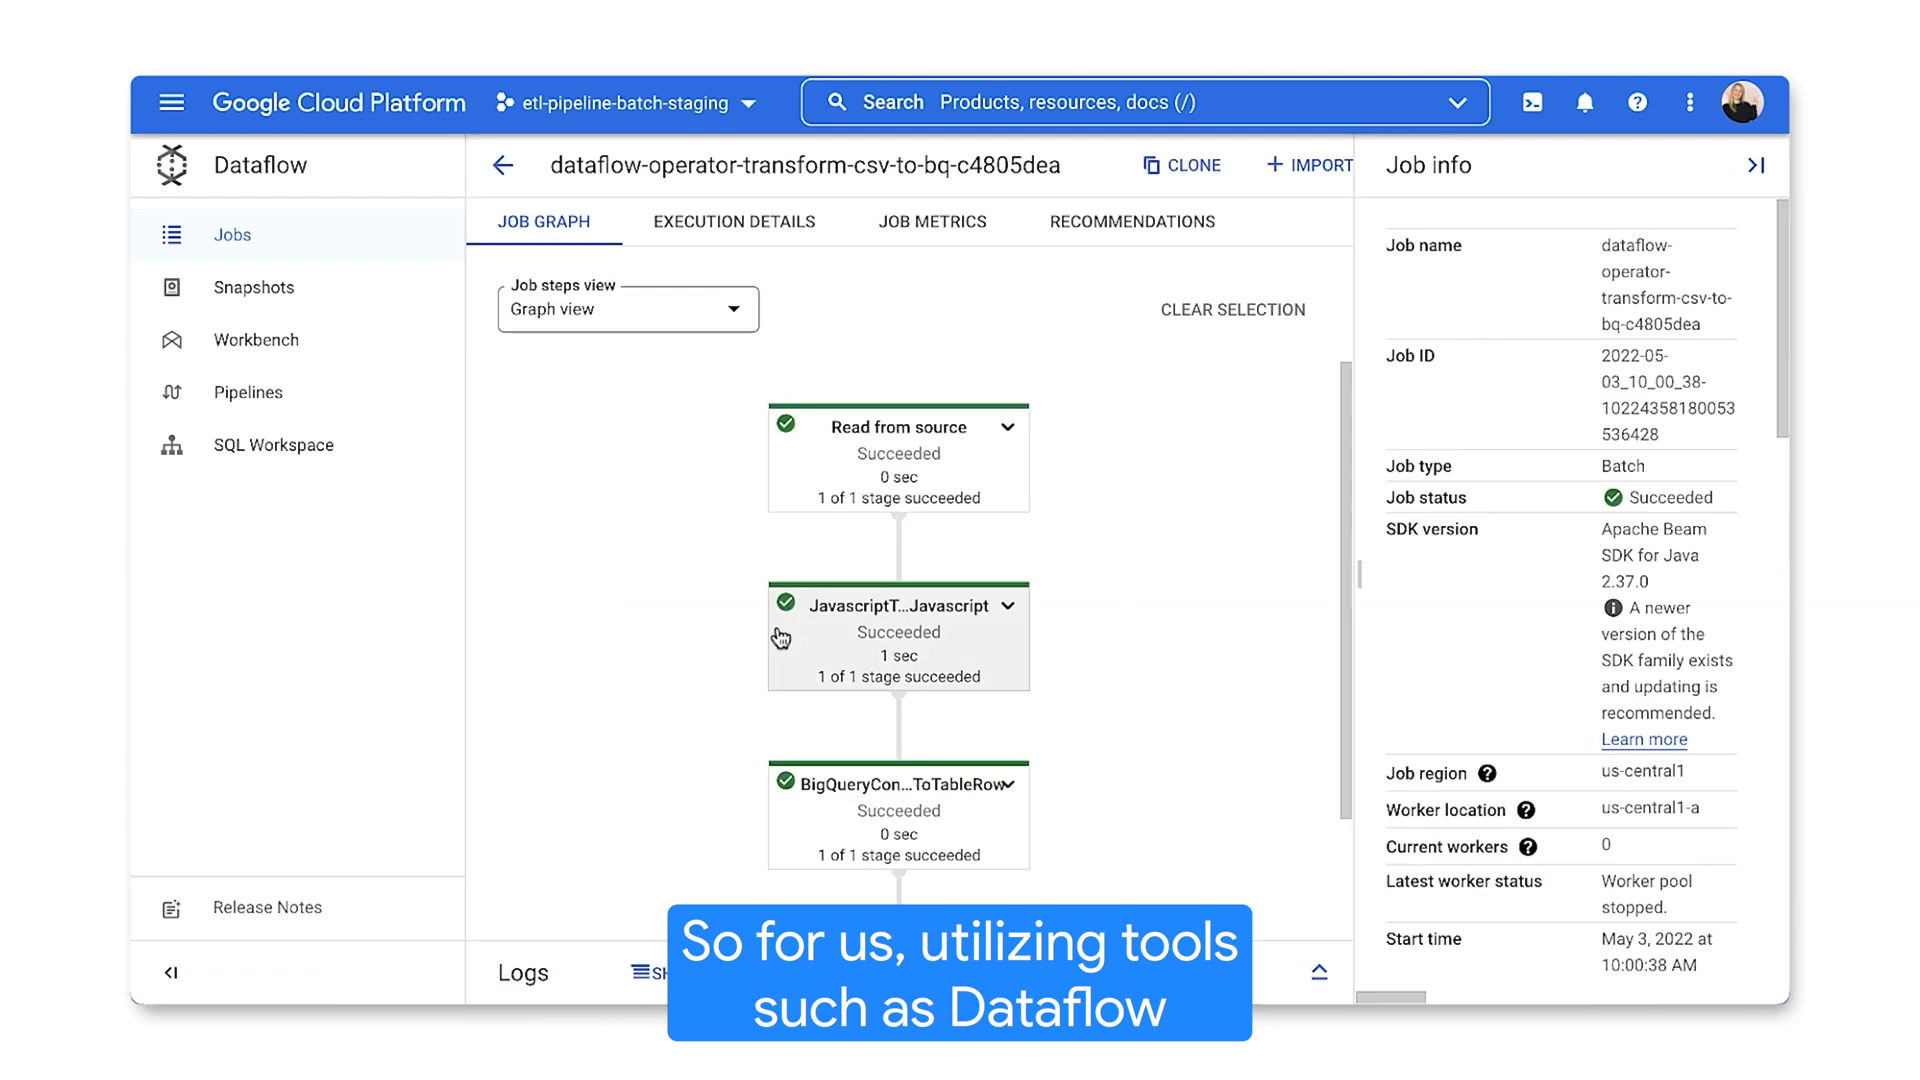 Google Cloud Platform
etl-pipeline-batch-staging
Search Products, resources, docs (/)
Dataflow
Jobs
Snapshots
Workbench
Pipelines
SQL Workspace
Release Notes
dataflow-operator-transform-csv-to-bq-c4805dea
CLONE
IMPORT
JOB GRAPH
EXECUTION DETAILS
JOB METRICS
RECOMMENDATIONS
Job steps view
Graph view
CLEAR SELECTION
Read from source
Succeeded
0 sec
1 of 1 stage succeeded
JavascriptT...Javascript
Succeeded
1 sec
1 of 1 stage succeeded
BigQueryCon...ToTableRow
Succeeded
0 sec
1 of 1 stage succeeded
Logs
Job info
Job name
dataflow-
operator-
transform-csv-to-
bq-c4805dea
Job ID
2022-05-
03_10_00_38-
10224358180053
536428
Job type
Batch
Job status
Succeeded
SDK version
Apache Beam
SDK for Java
2.37.0
A newer
version of the
SDK family exists
and updating is
recommended.
Learn more
Job region
us-central1
Worker location
us-central1-a
Current workers
0
Latest worker status
Worker pool
stopped.
Start time
May 3, 2022 at
10:00:38 AM
So for us, utilizing tools
such as Dataflow